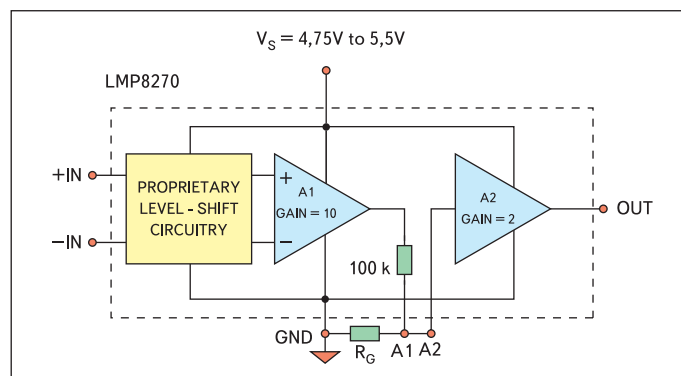 V_S = 4,75V to 5,5V
LMP8270
+IN
−IN
PROPRIETARY
LEVEL - SHIFT
CIRCUITRY
+
−
A1
GAIN = 10
A2
GAIN = 2
OUT
100 k
GND
R_G
A1
A2